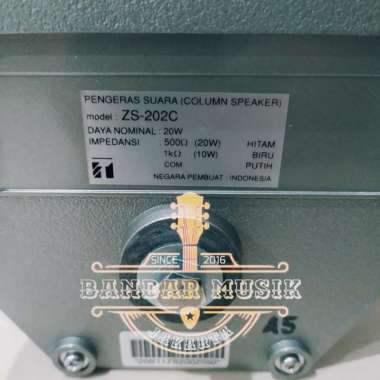 PENGERAS SUARA (COLUMN SPEAKER)
model : ZS-202C
DAYA NOMINAL : 20W
IMPEDANSI : 500Ω (20W) HITAM
1kΩ (10W) BIRU
COM PUTIH
NEGARA PEMBUAT : INDONESIA
SINCE 2016
BANDAR MUSIK
JAKARTA
A5